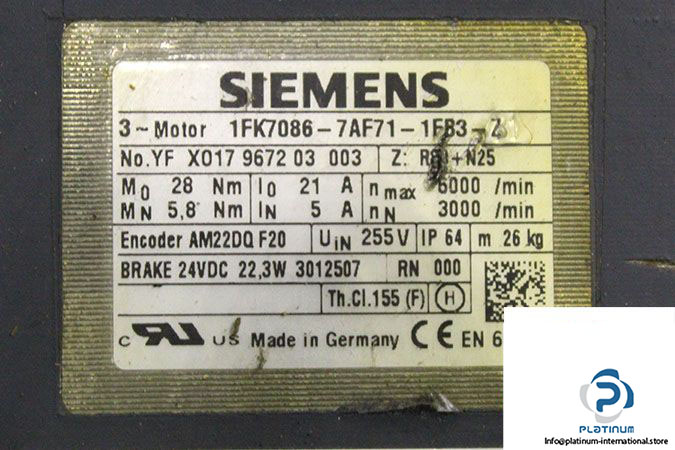 SIEMENS
3~Motor 1FK7086-7AF71-1FB3-Z
No.YF X017 9672 03 003 Z: +N25
M0 28 Nm I0 21 A nmax 6000 /min
MN 5,8 Nm IN 5 A nN 3000 /min
Encoder AM22DQ F20 UIN 255V IP 64 m 26 kg
BRAKE 24VDC 22,3W 3012507 RN 000
Th.Cl.155 (F) H
c RU US Made in Germany CE EN 6
PLATINUM
INTERNATIONAL
Info@platinum-international.store